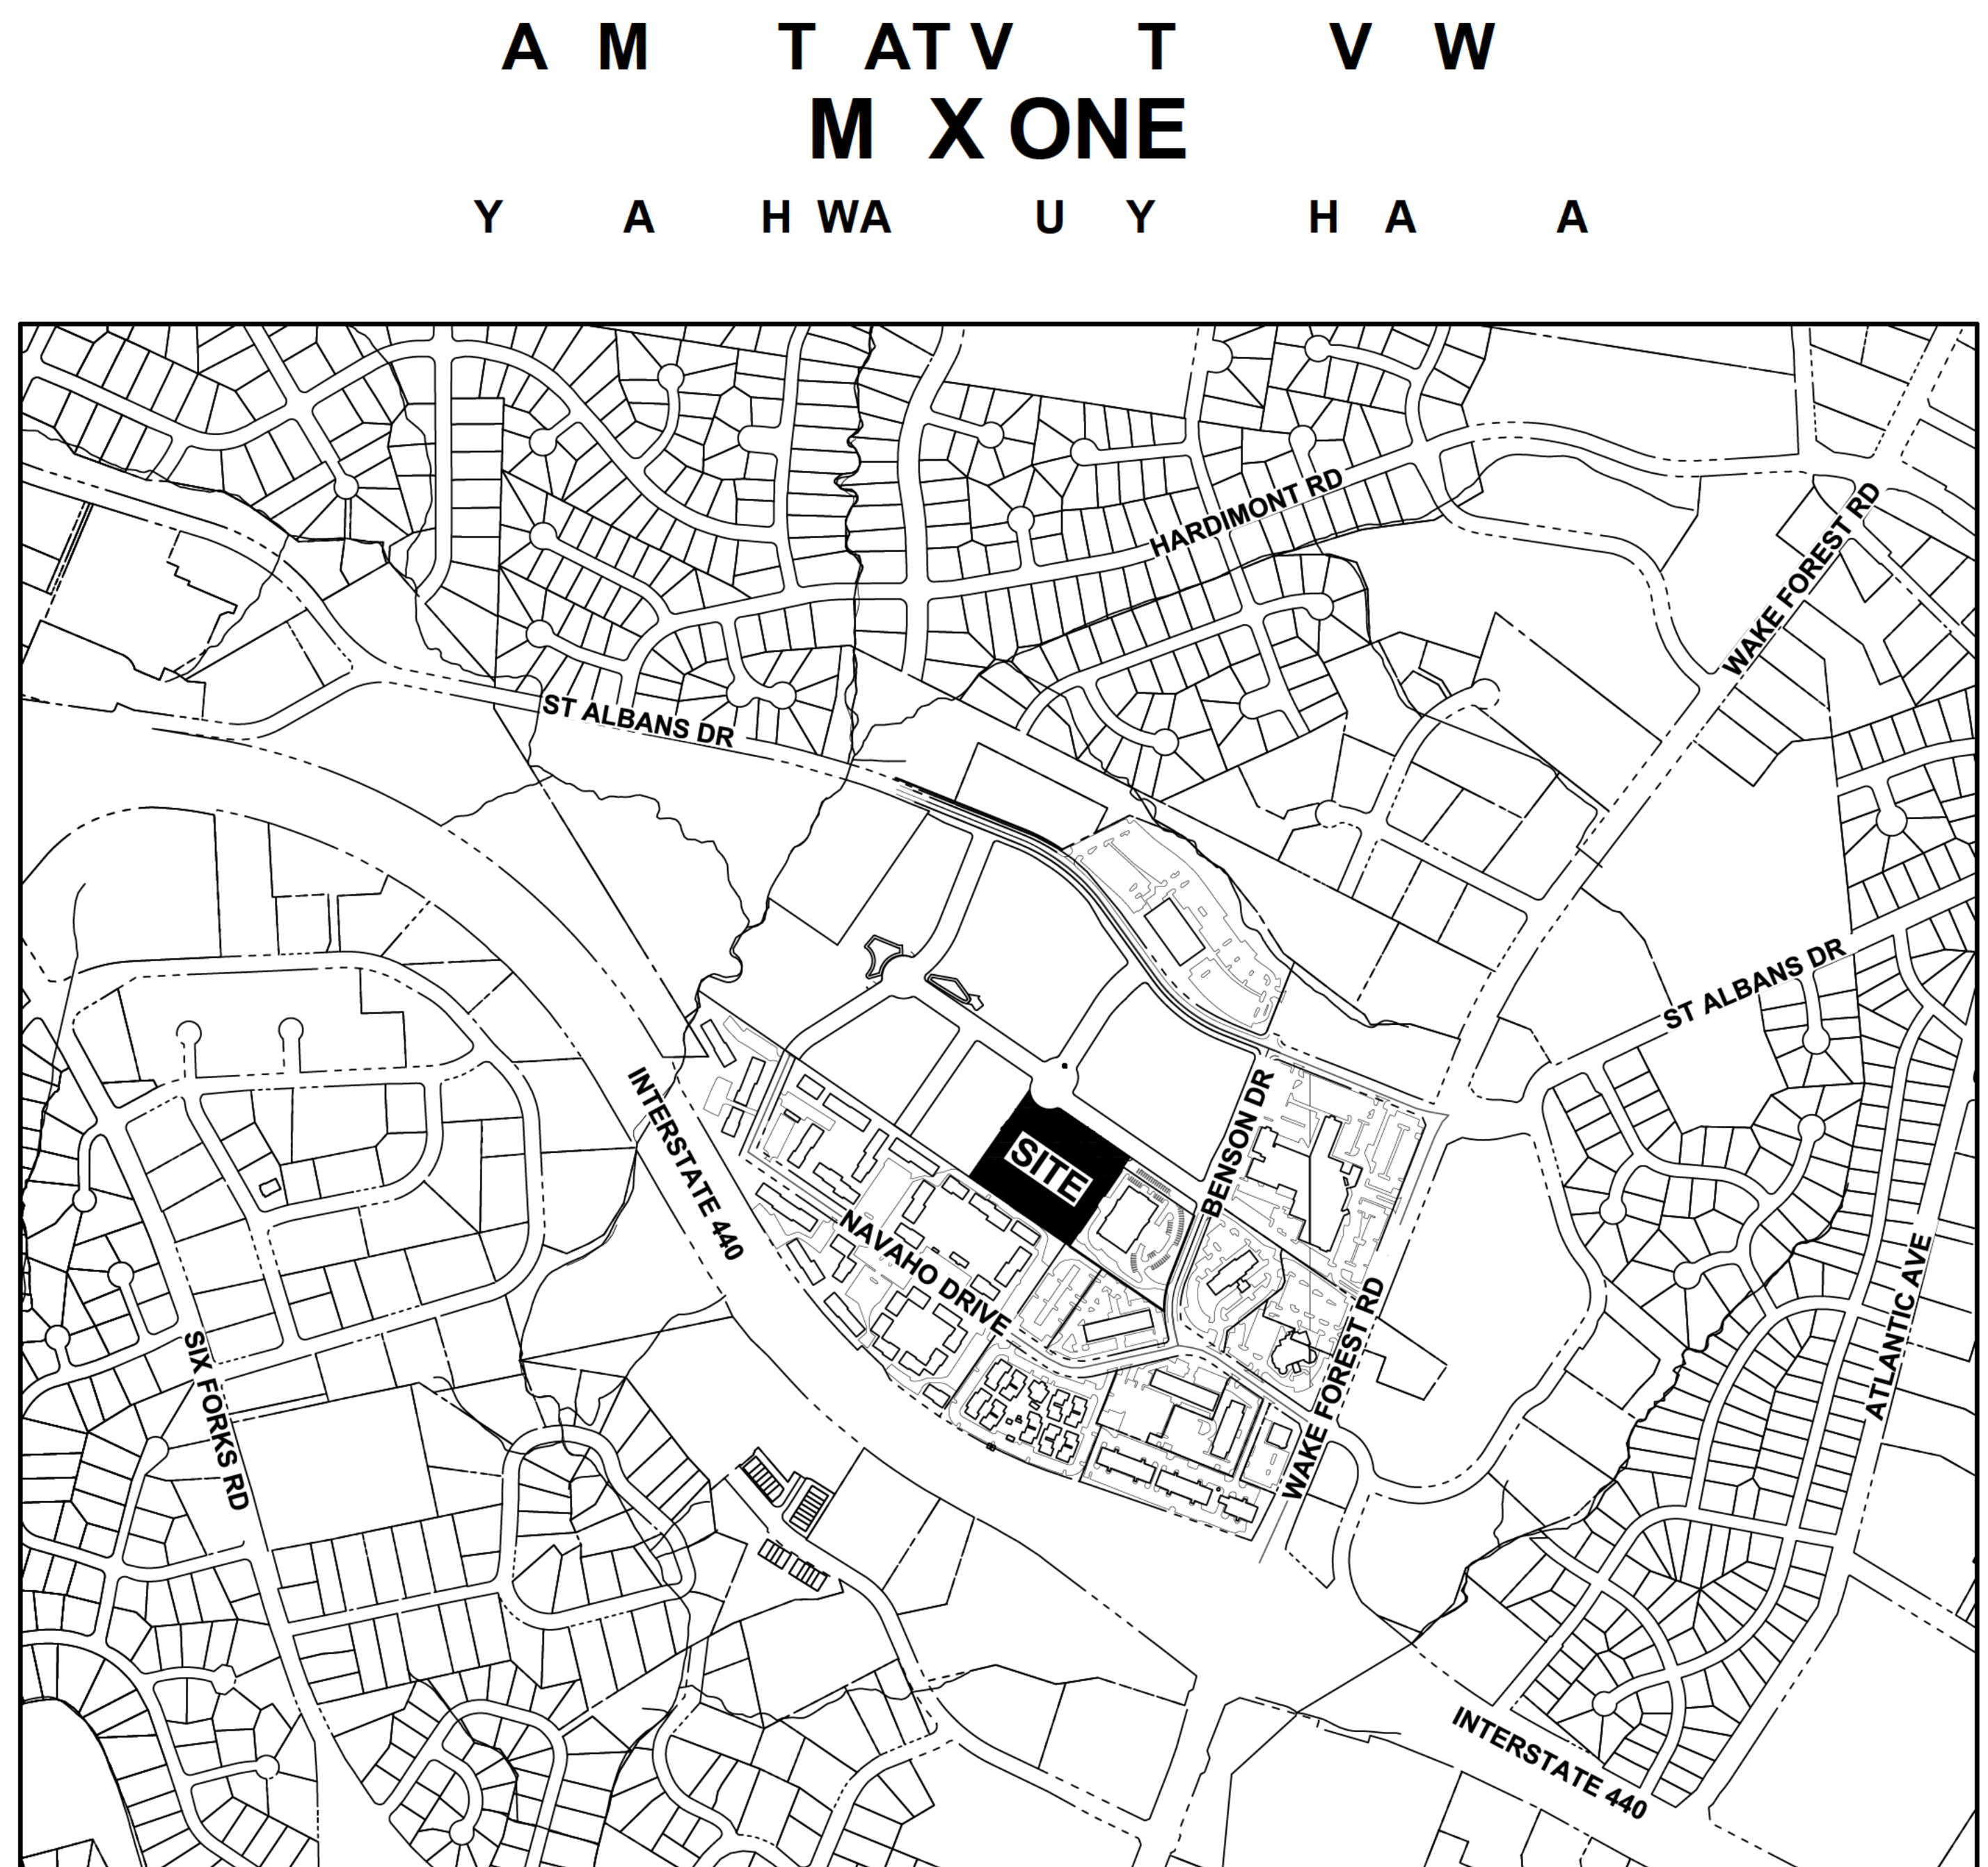 A M T AT V T V W
M X ONE
Y A H WA U Y H A A
HARDIMONT RD
WAKE FOREST RD
ST ALBANS DR
ST ALBANS DR
INTERSTATE 440
BENSON DR
SITE
NAVAHO DRIVE
ATLANTIC AVE
WAKE FOREST RD
SIX FORKS RD
INTERSTATE 440